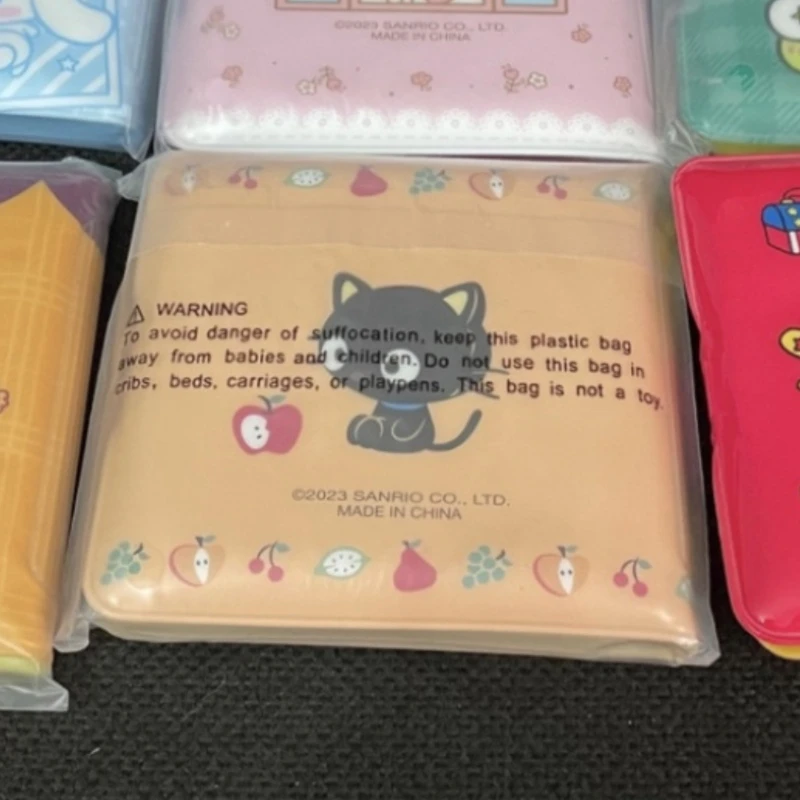 ©2023 SANRIO CO., LTD.
MADE IN CHINA
⚠ WARNING
To avoid danger of suffocation, keep this plastic bag
away from babies and children. Do not use this bag in
cribs, beds, carriages, or playpens. This bag is not a toy.
©2023 SANRIO CO., LTD.
MADE IN CHINA